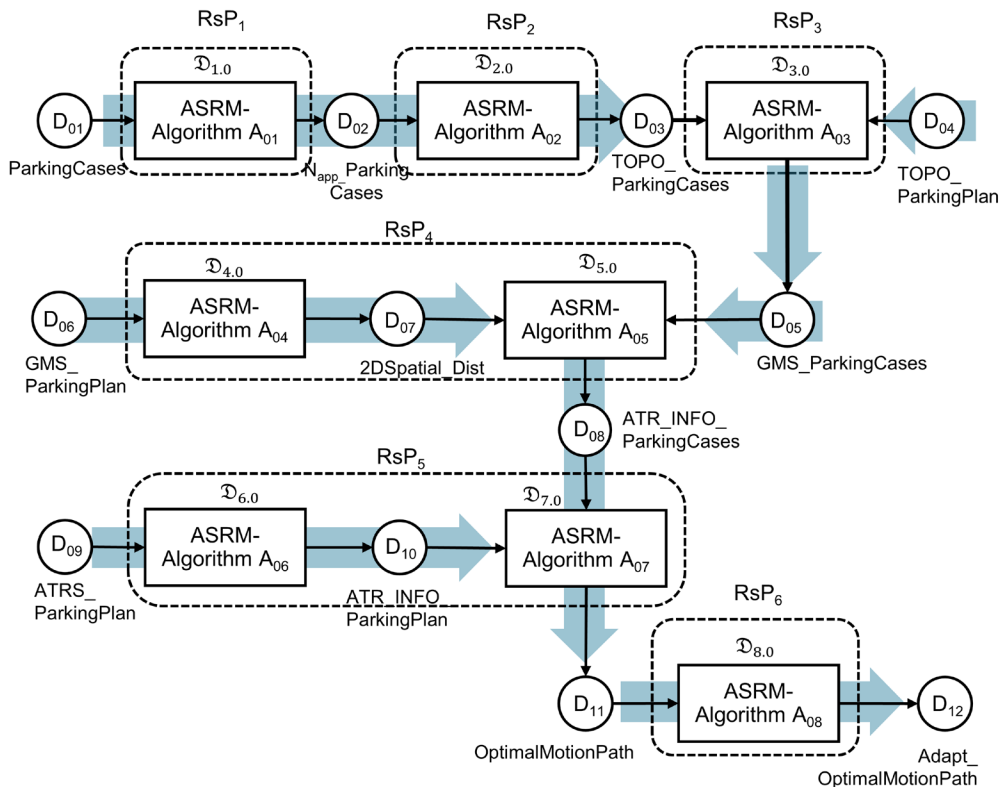 RsP₁
RsP₂
RsP₃
𝔇₁.₀
𝔇₂.₀
𝔇₃.₀
D₀₁
ASRM-
Algorithm A₀₁
D₀₂
ASRM-
Algorithm A₀₂
D₀₃
ASRM-
Algorithm A₀₃
D₀₄
ParkingCases
N_app_Parking
Cases
TOPO_
ParkingCases
TOPO_
ParkingPlan
RsP₄
𝔇₄.₀
𝔇₅.₀
D₀₆
ASRM-
Algorithm A₀₄
D₀₇
ASRM-
Algorithm A₀₅
D₀₅
GMS_
ParkingPlan
2DSpatial_Dist
GMS_ParkingCases
D₀₈
ATR_INFO_
ParkingCases
RsP₅
𝔇₆.₀
𝔇₇.₀
D₀₉
ASRM-
Algorithm A₀₆
D₁₀
ASRM-
Algorithm A₀₇
ATRS_
ParkingPlan
ATR_INFO_
ParkingPlan
RsP₆
𝔇₈.₀
D₁₁
ASRM-
Algorithm A₀₈
D₁₂
OptimalMotionPath
Adapt_
OptimalMotionPath